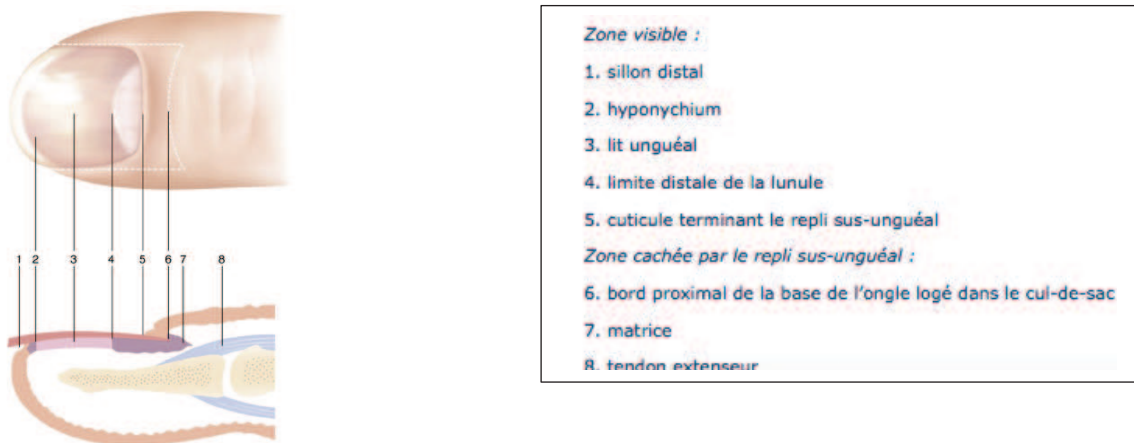 1 2 3 4 5 6 7 8
Zone visible :
1. sillon distal
2. hyponychium
3. lit unguéal
4. limite distale de la lunule
5. cuticule terminant le repli sus-unguéal
Zone cachée par le repli sus-unguéal :
6. bord proximal de la base de l'ongle logé dans le cul-de-sac
7. matrice
8. tendon extenseur